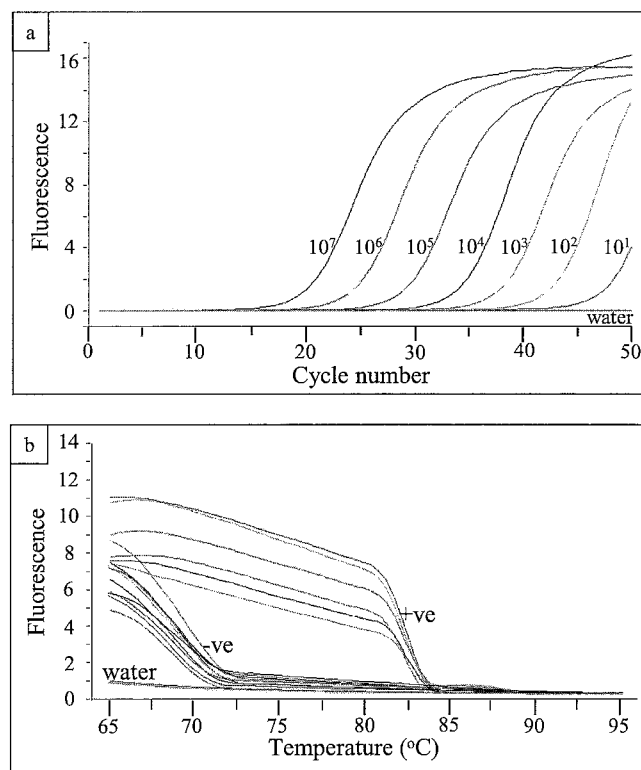 a
16
12
8
4
0
Fluorescence
10⁷ 10⁶ 10⁵ 10⁴ 10³ 10² 10¹
water
0 10 20 30 40 50
Cycle number
b
14
12
10
8
6
4
2
0
Fluorescence
+ve
-ve
water
65 70 75 80 85 90 95
Temperature (°C)